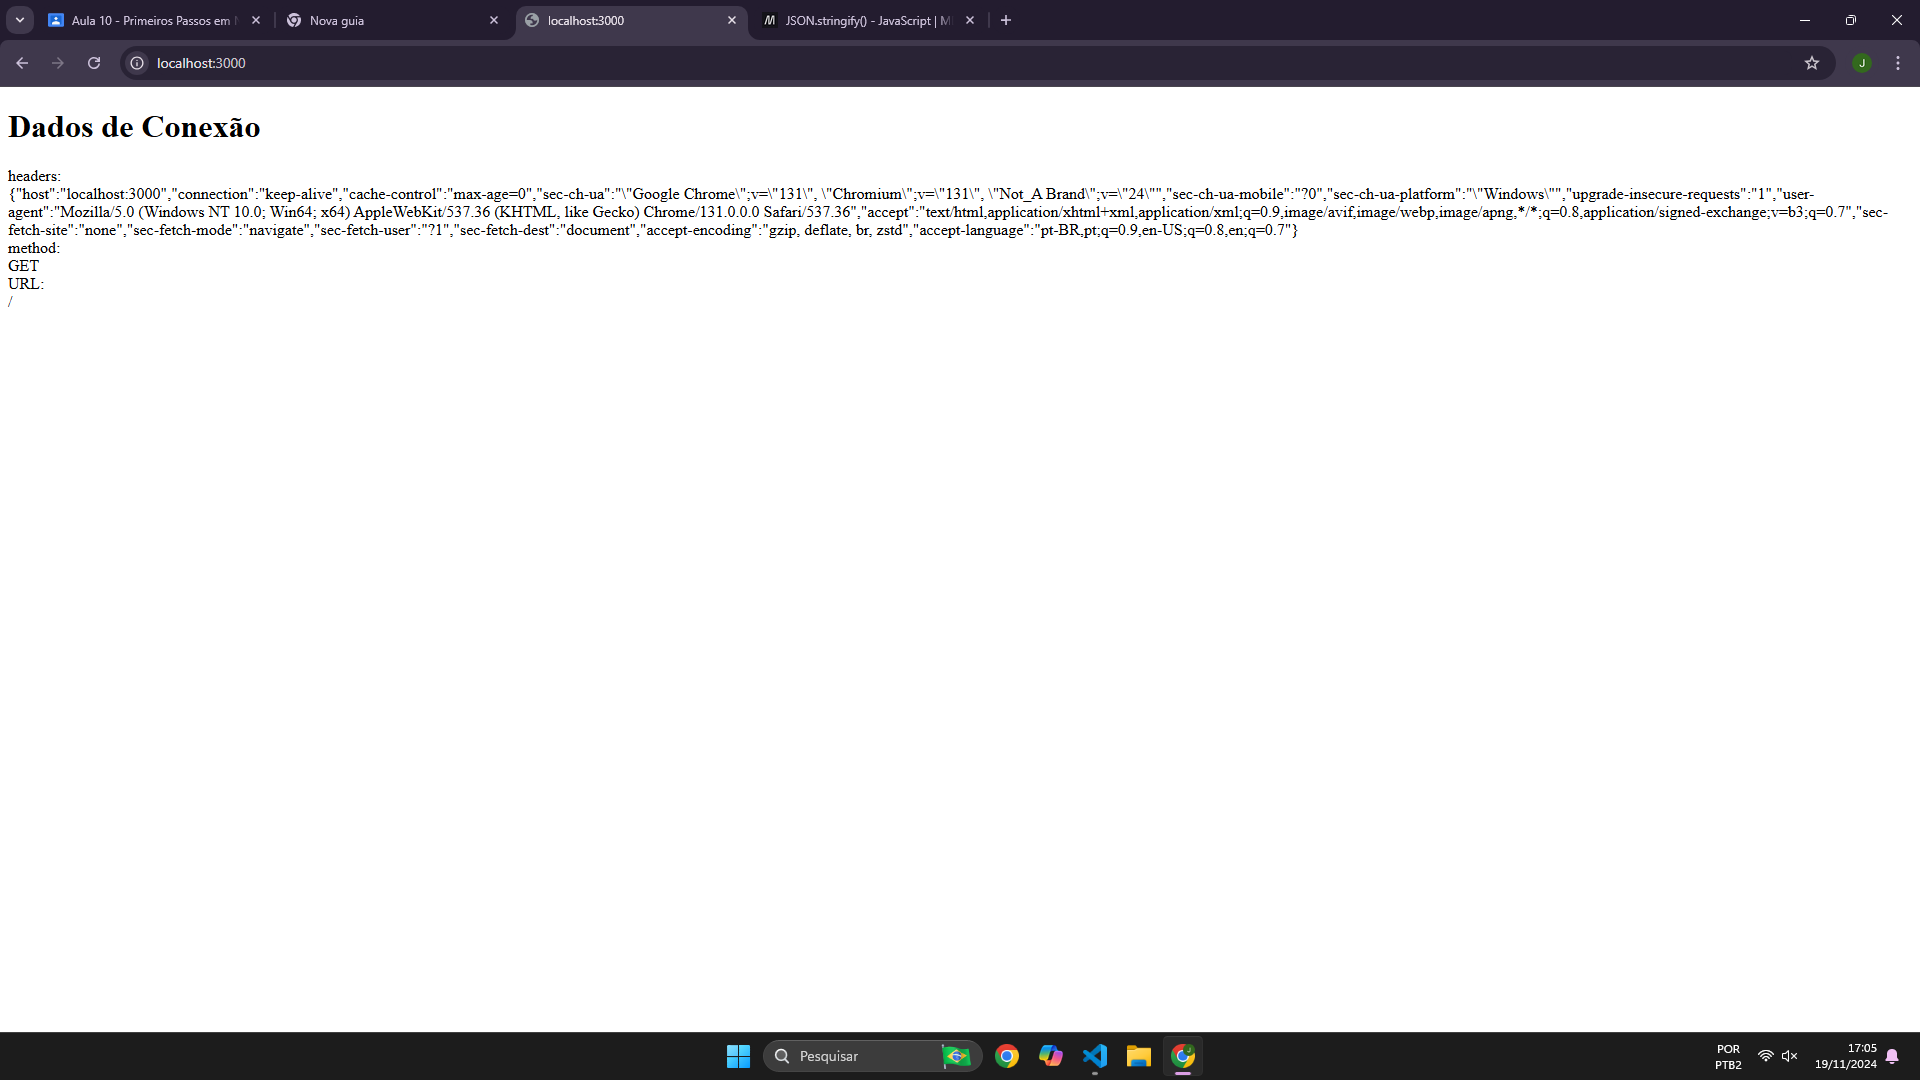 Aula 10 - Primeiros Passos em
Nova guia
localhost:3000
JSON.stringify() - JavaScript | M
localhost:3000
J
Dados de Conexão
headers:
{"host":"localhost:3000","connection":"keep-alive","cache-control":"max-age=0","sec-ch-ua":"\"Google Chrome\";v=\"131\", \"Chromium\";v=\"131\", \"Not_A Brand\";v=\"24\"","sec-ch-ua-mobile":"?0","sec-ch-ua-platform":"\"Windows\"","upgrade-insecure-requests":"1","user-
agent":"Mozilla/5.0 (Windows NT 10.0; Win64; x64) AppleWebKit/537.36 (KHTML, like Gecko) Chrome/131.0.0.0 Safari/537.36","accept":"text/html,application/xhtml+xml,application/xml;q=0.9,image/avif,image/webp,image/apng,*/*;q=0.8,application/signed-exchange;v=b3;q=0.7","sec-
fetch-site":"none","sec-fetch-mode":"navigate","sec-fetch-user":"?1","sec-fetch-dest":"document","accept-encoding":"gzip, deflate, br, zstd","accept-language":"pt-BR,pt;q=0.9,en-US;q=0.8,en;q=0.7"}
method:
GET
URL:
/
Pesquisar
POR
PTB2
17:05
19/11/2024